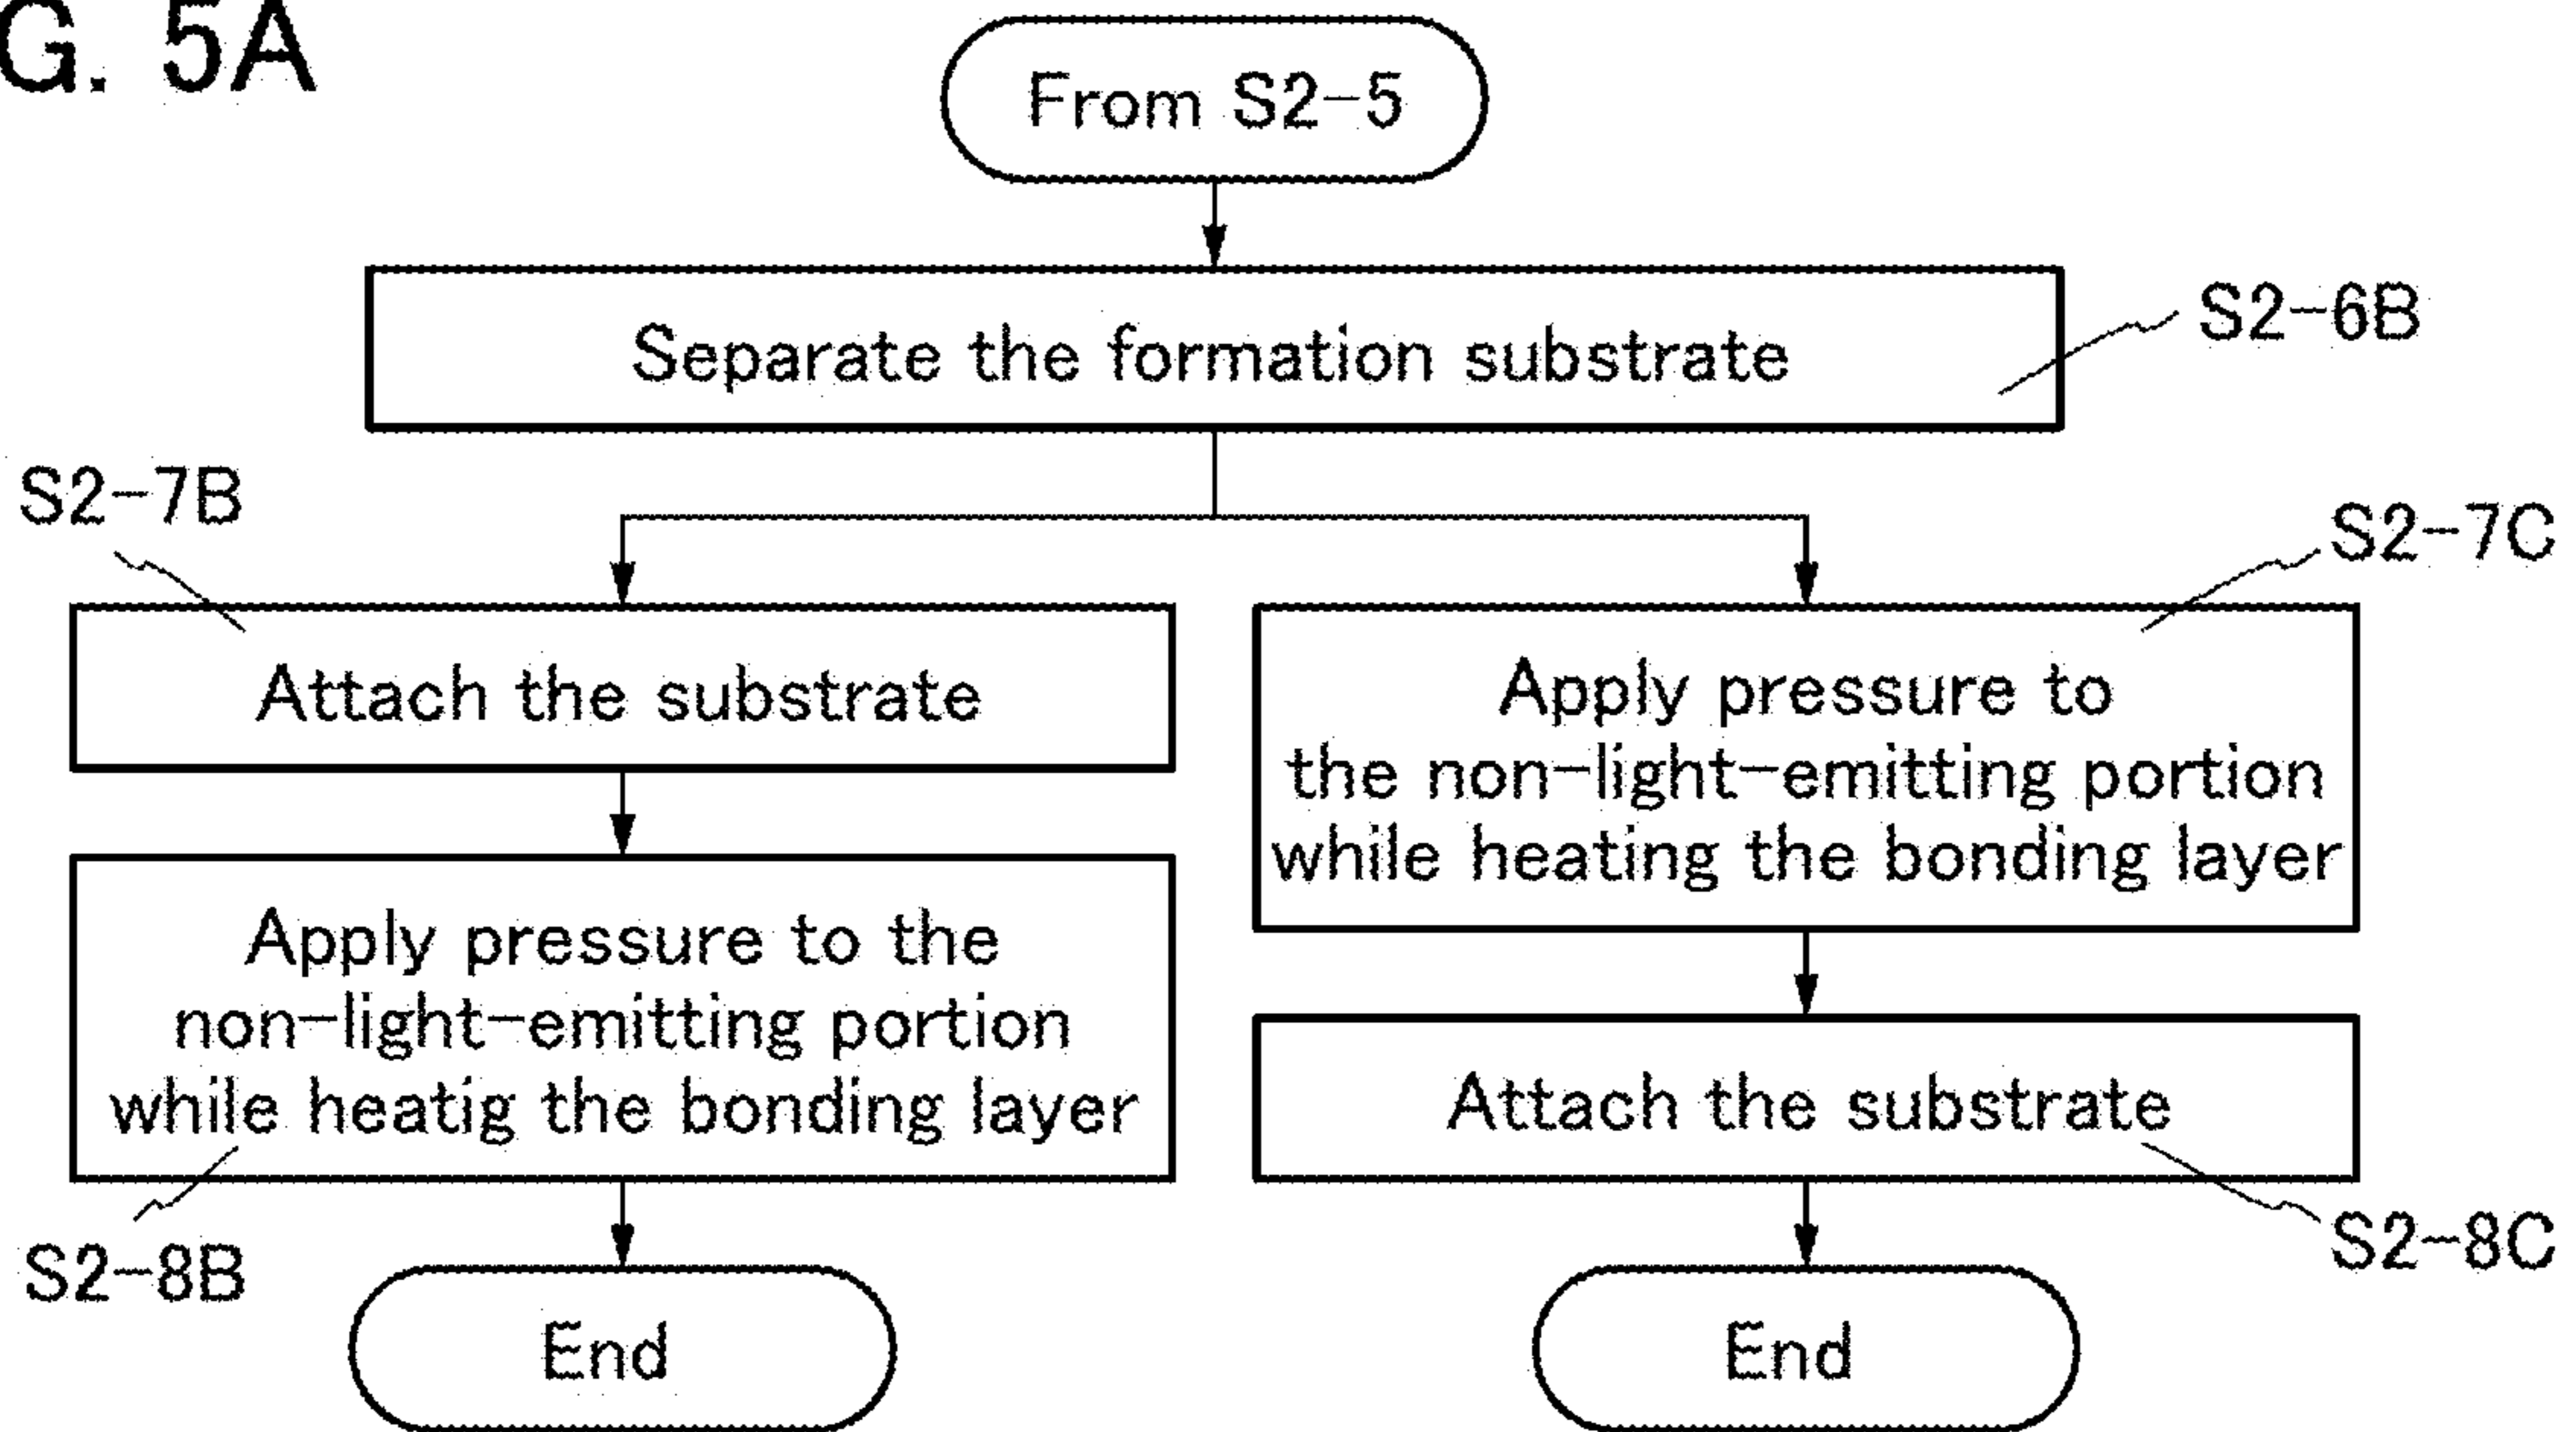 G. 5A
From S2-5
Separate the formation substrate
S2-6B
S2-7B
Attach the substrate
Apply pressure to the
non-light-emitting portion
while heatig the bonding layer
S2-8B
End
S2-7C
Apply pressure to
the non-light-emitting portion
while heating the bonding layer
Attach the substrate
S2-8C
End